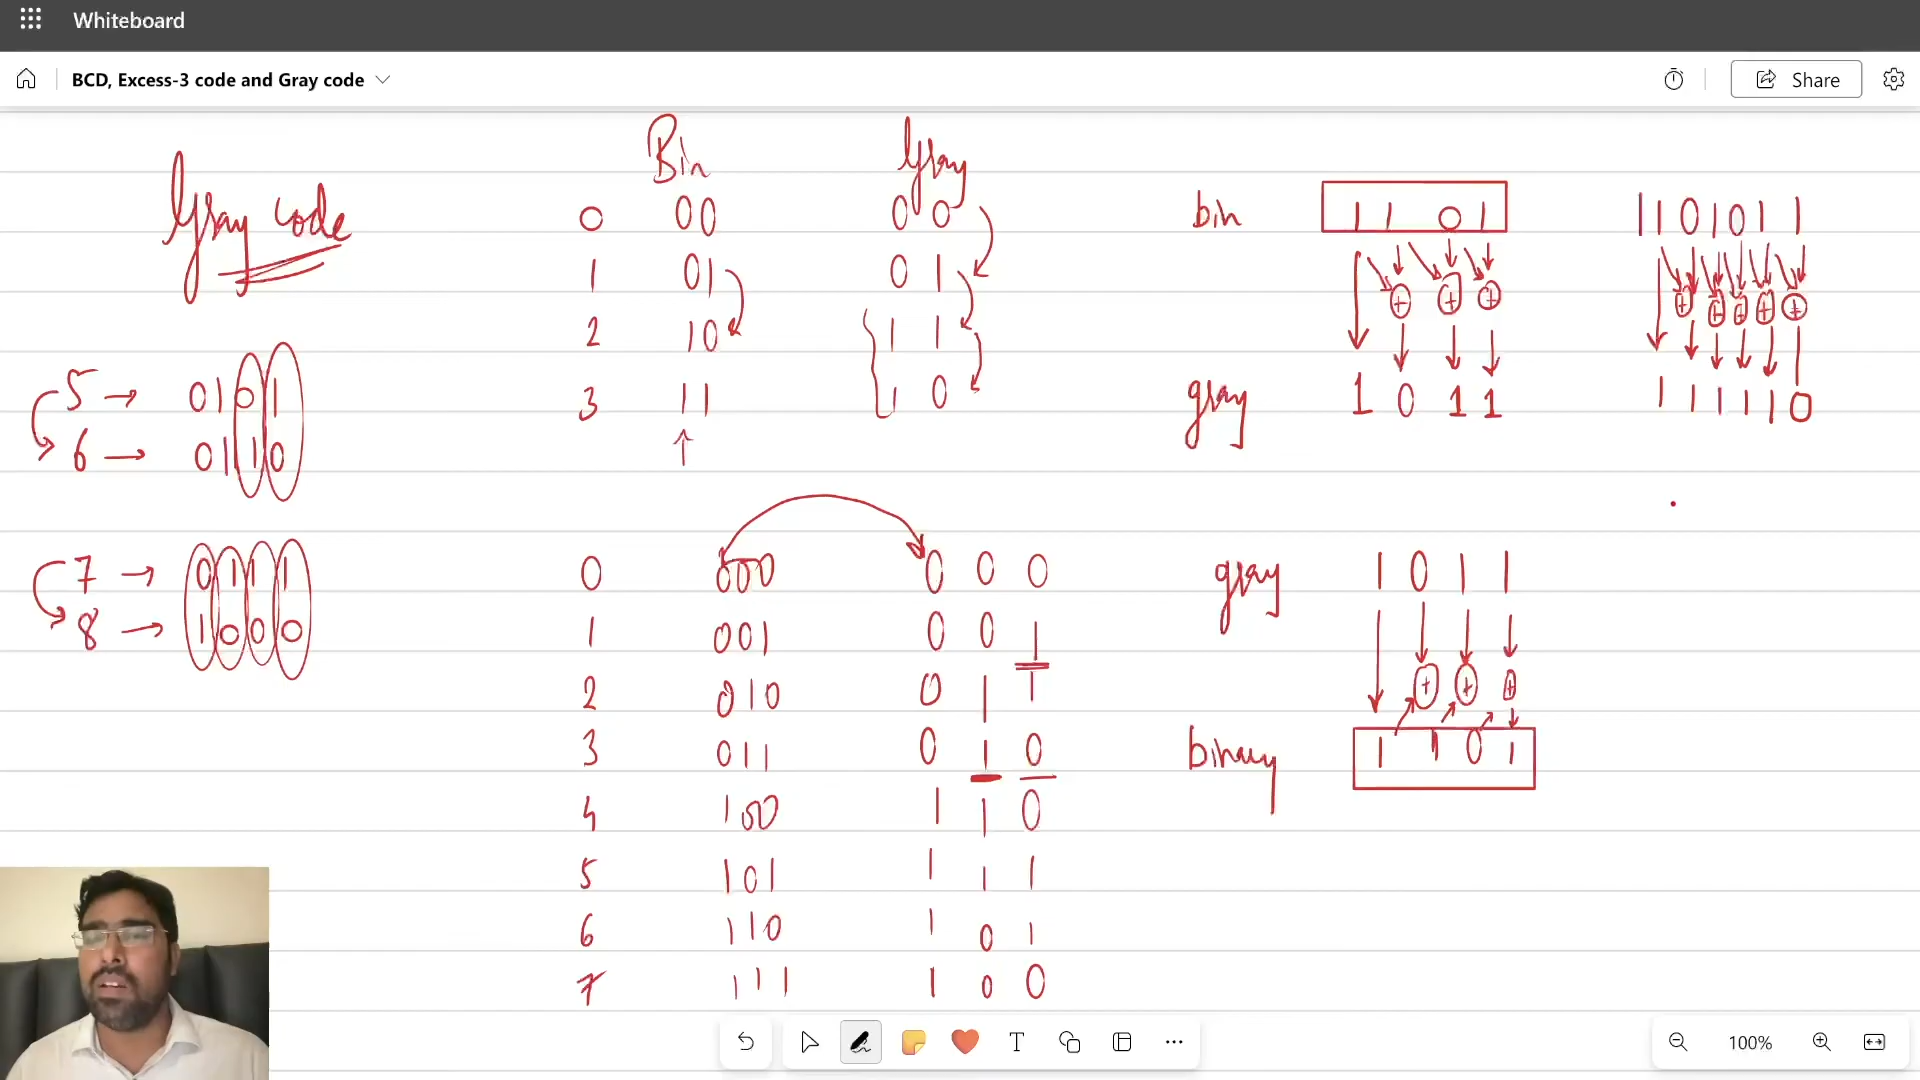 Whiteboard
BCD, Excess-3 code and Gray code
Share
Gray code
5 → 0101
6 → 0110
7 → 0111
8 → 1000
Bin Gray
0 00 00
1 01 01
2 10 11
3 11 10
0 000 000
1 001 001
2 010 011
3 011 010
4 100 110
5 101 111
6 110 101
7 111 100
bin 1101 1101011
+ + + + + + + +
gray 1011 111110
gray 1011
+ + +
binary 1101
100%